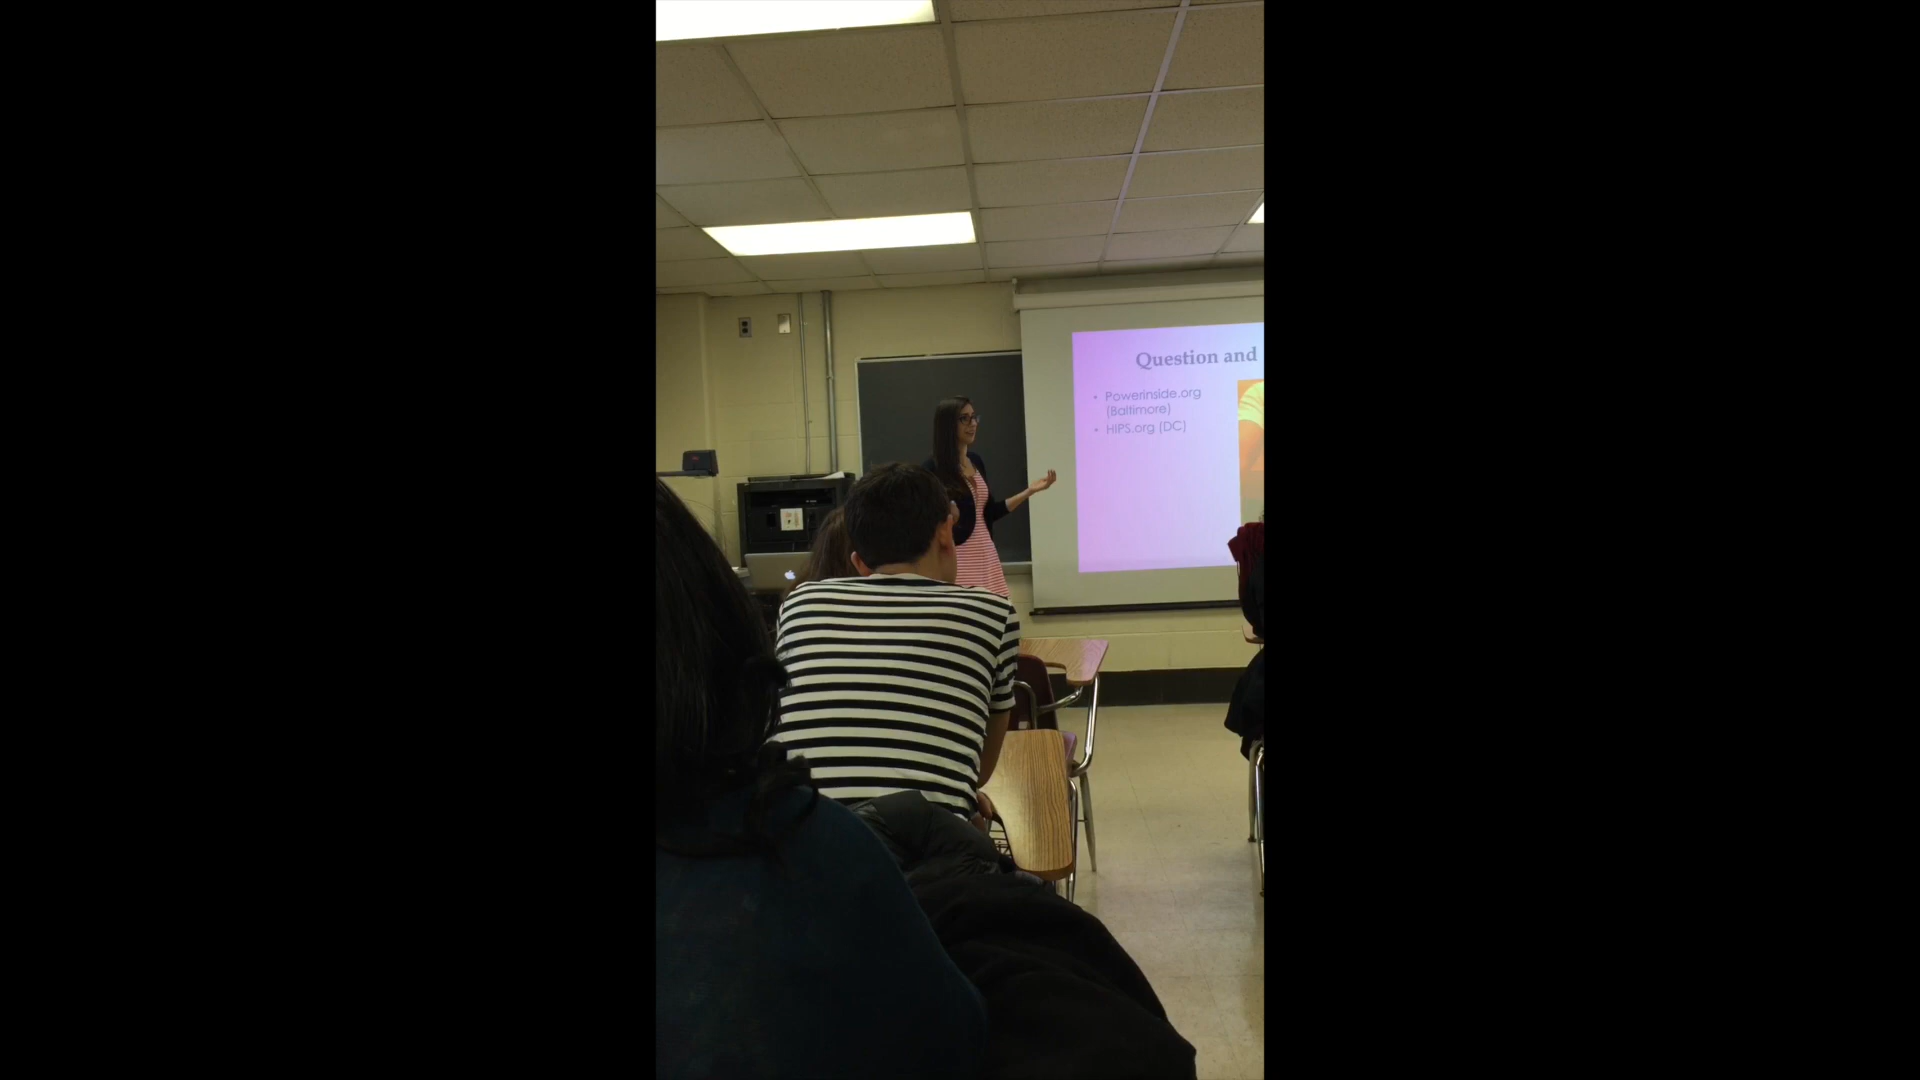 Question and
• Powerinside.org
(Baltimore)
• HIPS.org (DC)